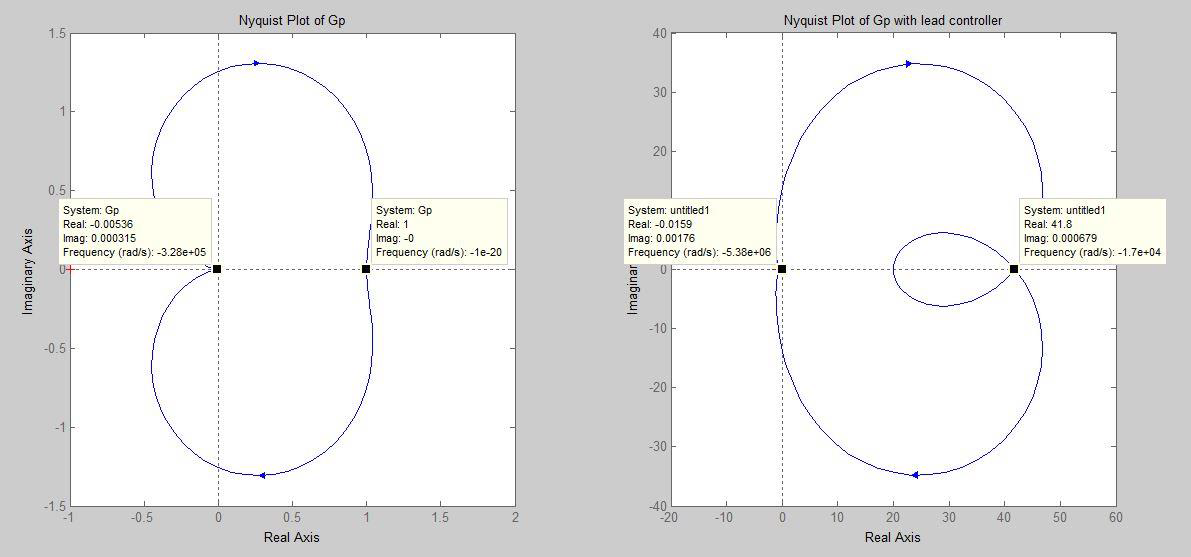 Nyquist Plot of Gp
1.5
1
0.5
0
-0.5
-1
-1.5
-1
-0.5
0
0.5
1
1.5
2
Imaginary Axis
Real Axis
System: Gp
Real: -0.00536
Imag: 0.000315
Frequency (rad/s): -3.28e+05
System: Gp
Real: 1
Imag: -0
Frequency (rad/s): -1e-20
Nyquist Plot of Gp with lead controller
40
30
20
0
-10
-20
-30
-40
-20
-10
0
10
20
30
40
50
60
Imaginary Axis
Real Axis
System: untitled1
Real: -0.0159
Imag: 0.00176
Frequency (rad/s): -5.38e+06
System: untitled1
Real: 41.8
Imag: 0.000679
Frequency (rad/s): -1.7e+04